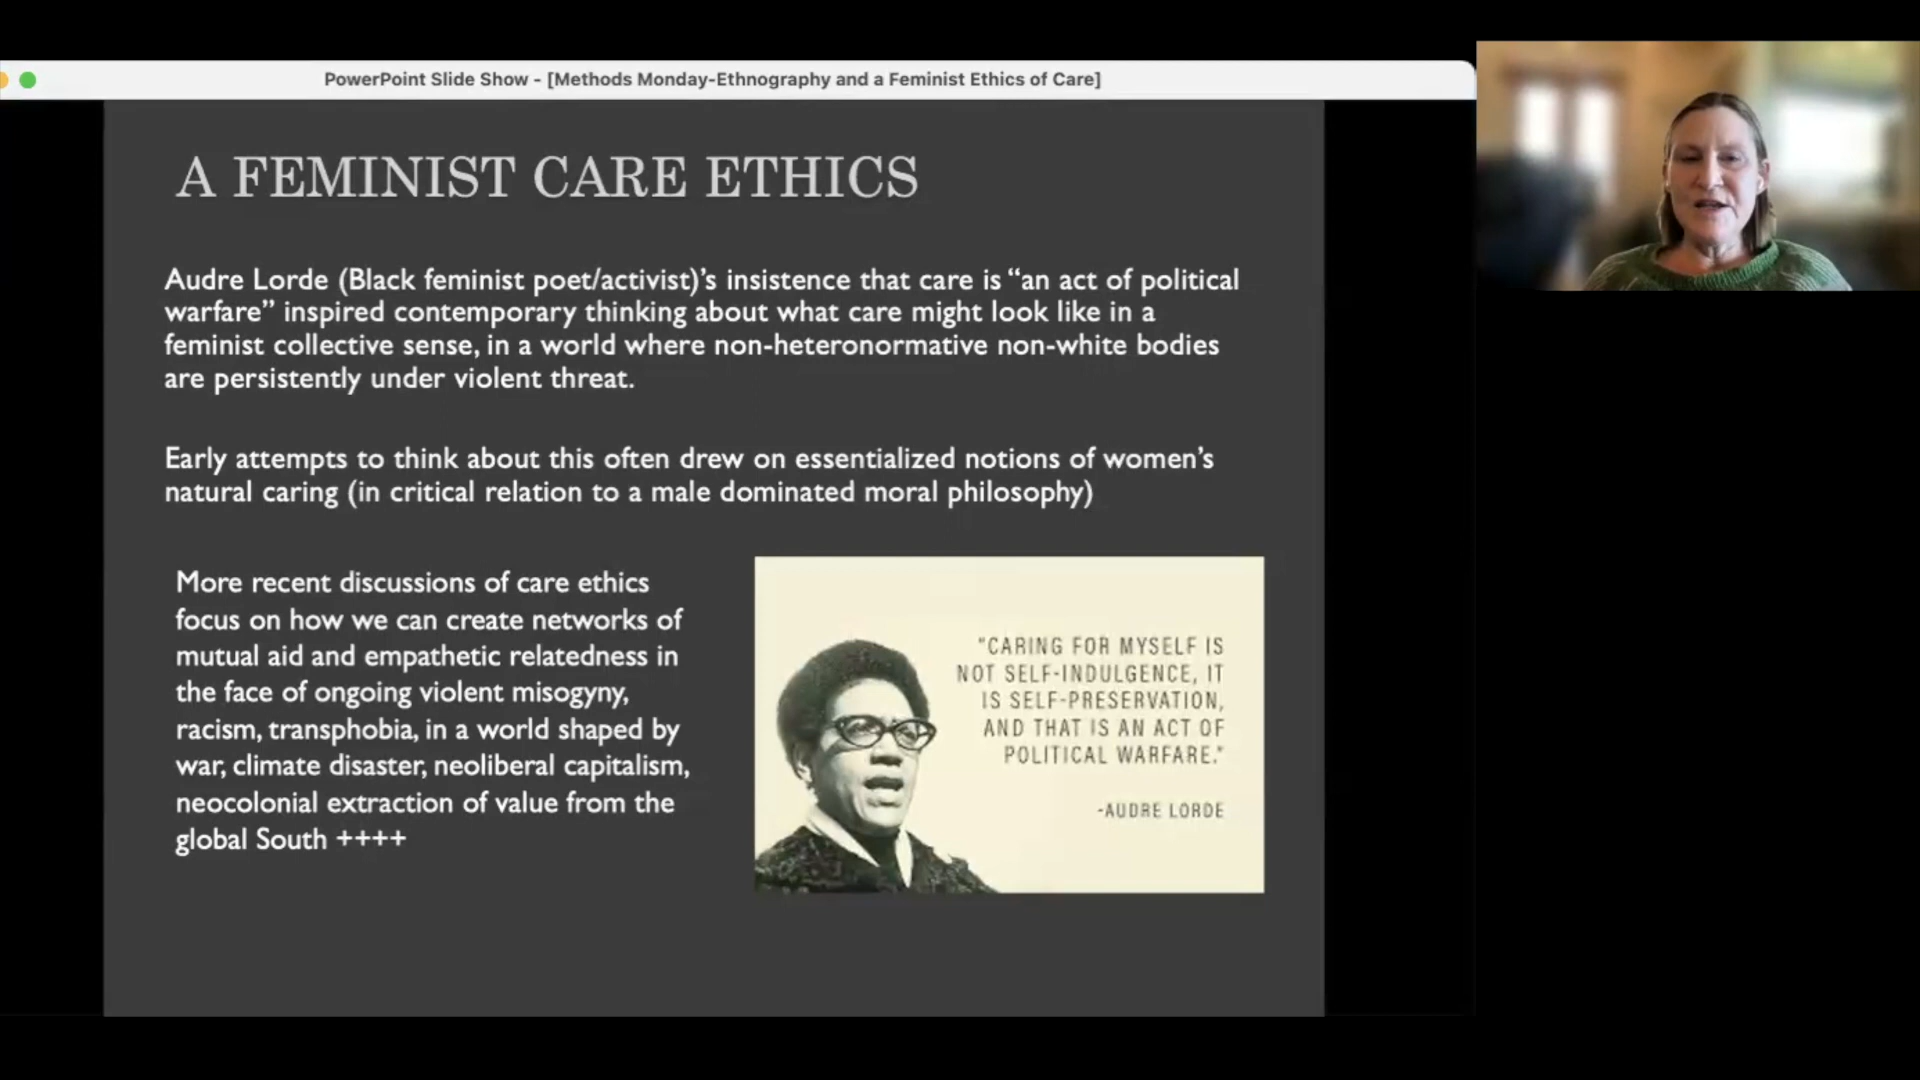 PowerPoint Slide Show - [Methods Monday-Ethnography and a Feminist Ethics of Care]
A FEMINIST CARE ETHICS
Audre Lorde (Black feminist poet/activist)’s insistence that care is “an act of political
warfare” inspired contemporary thinking about what care might look like in a
feminist collective sense, in a world where non-heteronormative non-white bodies
are persistently under violent threat.
Early attempts to think about this often drew on essentialized notions of women’s
natural caring (in critical relation to a male dominated moral philosophy)
More recent discussions of care ethics
focus on how we can create networks of
mutual aid and empathetic relatedness in
the face of ongoing violent misogyny,
racism, transphobia, in a world shaped by
war, climate disaster, neoliberal capitalism,
neocolonial extraction of value from the
global South ++++
"CARING FOR MYSELF IS
NOT SELF-INDULGENCE, IT
IS SELF-PRESERVATION,
AND THAT IS AN ACT OF
POLITICAL WARFARE."
-AUDRE LORDE